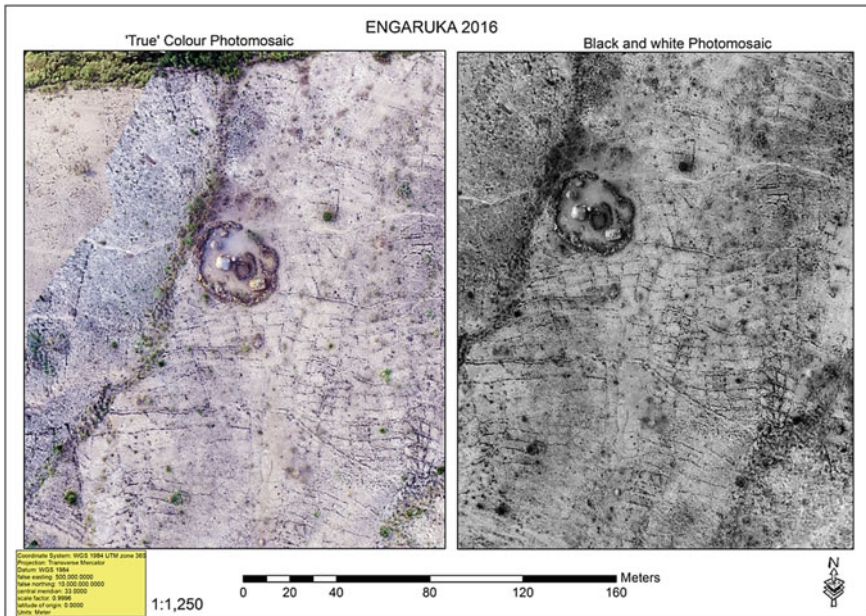 ENGARUKA 2016
'True' Colour Photomosaic
Black and white Photomosaic
Coordinate System: WGS 1984 UTM zone 36S
Projection: Transverse Mercator
Datum: WGS 1984
false easting: 500,000.0000
false northing: 10,000,000.0000
central meridian: 33.0000
scale factor: 0.9996
latitude of origin: 0.0000
Units: Meter
1:1,250
0 10 20 40 80 120 160
Meters
N